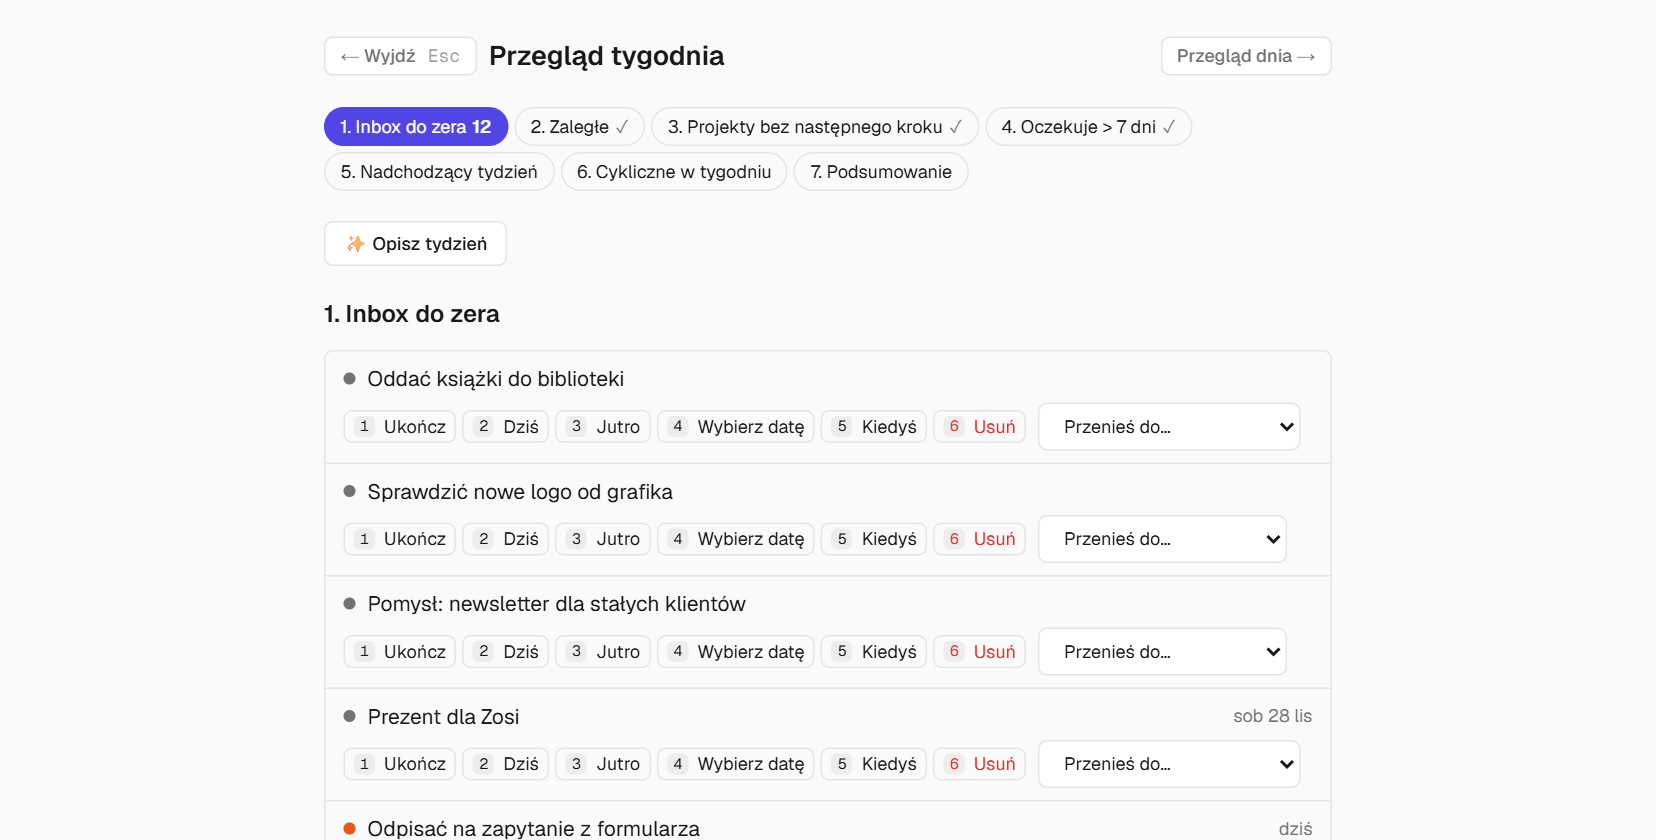 ← Wyjdź Esc Przegląd tygodnia Przegląd dnia →
1. Inbox do zera 12 2. Zaległe ✓ 3. Projekty bez następnego kroku ✓ 4. Oczekuje > 7 dni ✓
5. Nadchodzący tydzień 6. Cykliczne w tygodniu 7. Podsumowanie
✨ Opisz tydzień
1. Inbox do zera
Oddać książki do biblioteki
1 Ukończ 2 Dziś 3 Jutro 4 Wybierz datę 5 Kiedyś 6 Usuń Przenieś do...
Sprawdzić nowe logo od grafika
1 Ukończ 2 Dziś 3 Jutro 4 Wybierz datę 5 Kiedyś 6 Usuń Przenieś do...
Pomysł: newsletter dla stałych klientów
1 Ukończ 2 Dziś 3 Jutro 4 Wybierz datę 5 Kiedyś 6 Usuń Przenieś do...
Prezent dla Zosi sob 28 lis
1 Ukończ 2 Dziś 3 Jutro 4 Wybierz datę 5 Kiedyś 6 Usuń Przenieś do...
Odpisać na zapytanie z formularza dziś